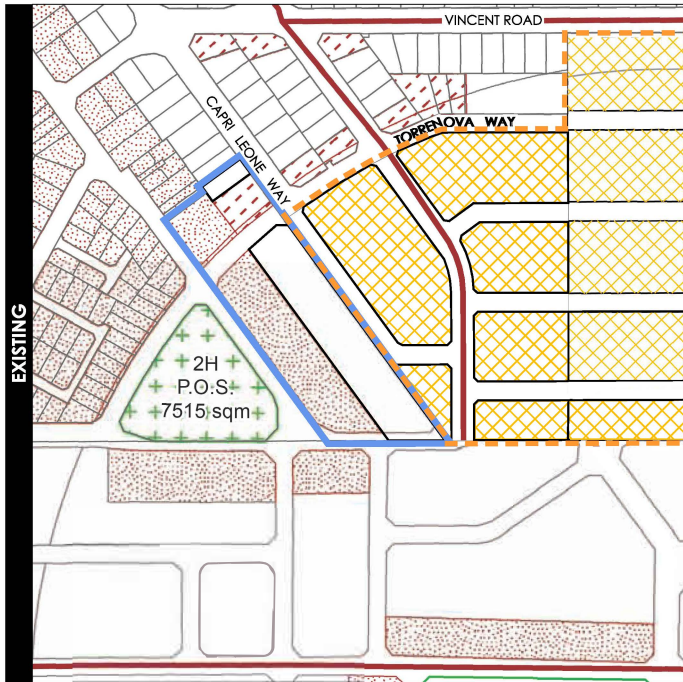 VINCENT ROAD
CAPRI LEONE WAY
TORRENOVA WAY
EXISTING
2H
P.O.S.
7515 sqm